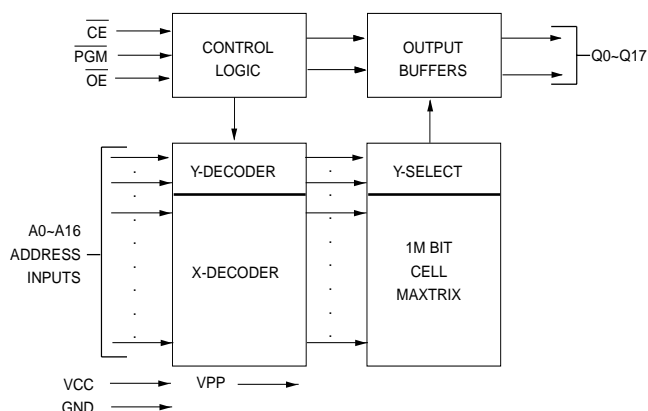 CE
PGM
OE
CONTROL
LOGIC
OUTPUT
BUFFERS
Q0~Q17
A0~A16
ADDRESS
INPUTS
Y-DECODER
X-DECODER
Y-SELECT
1M BIT
CELL
MAXTRIX
VCC
GND
VPP